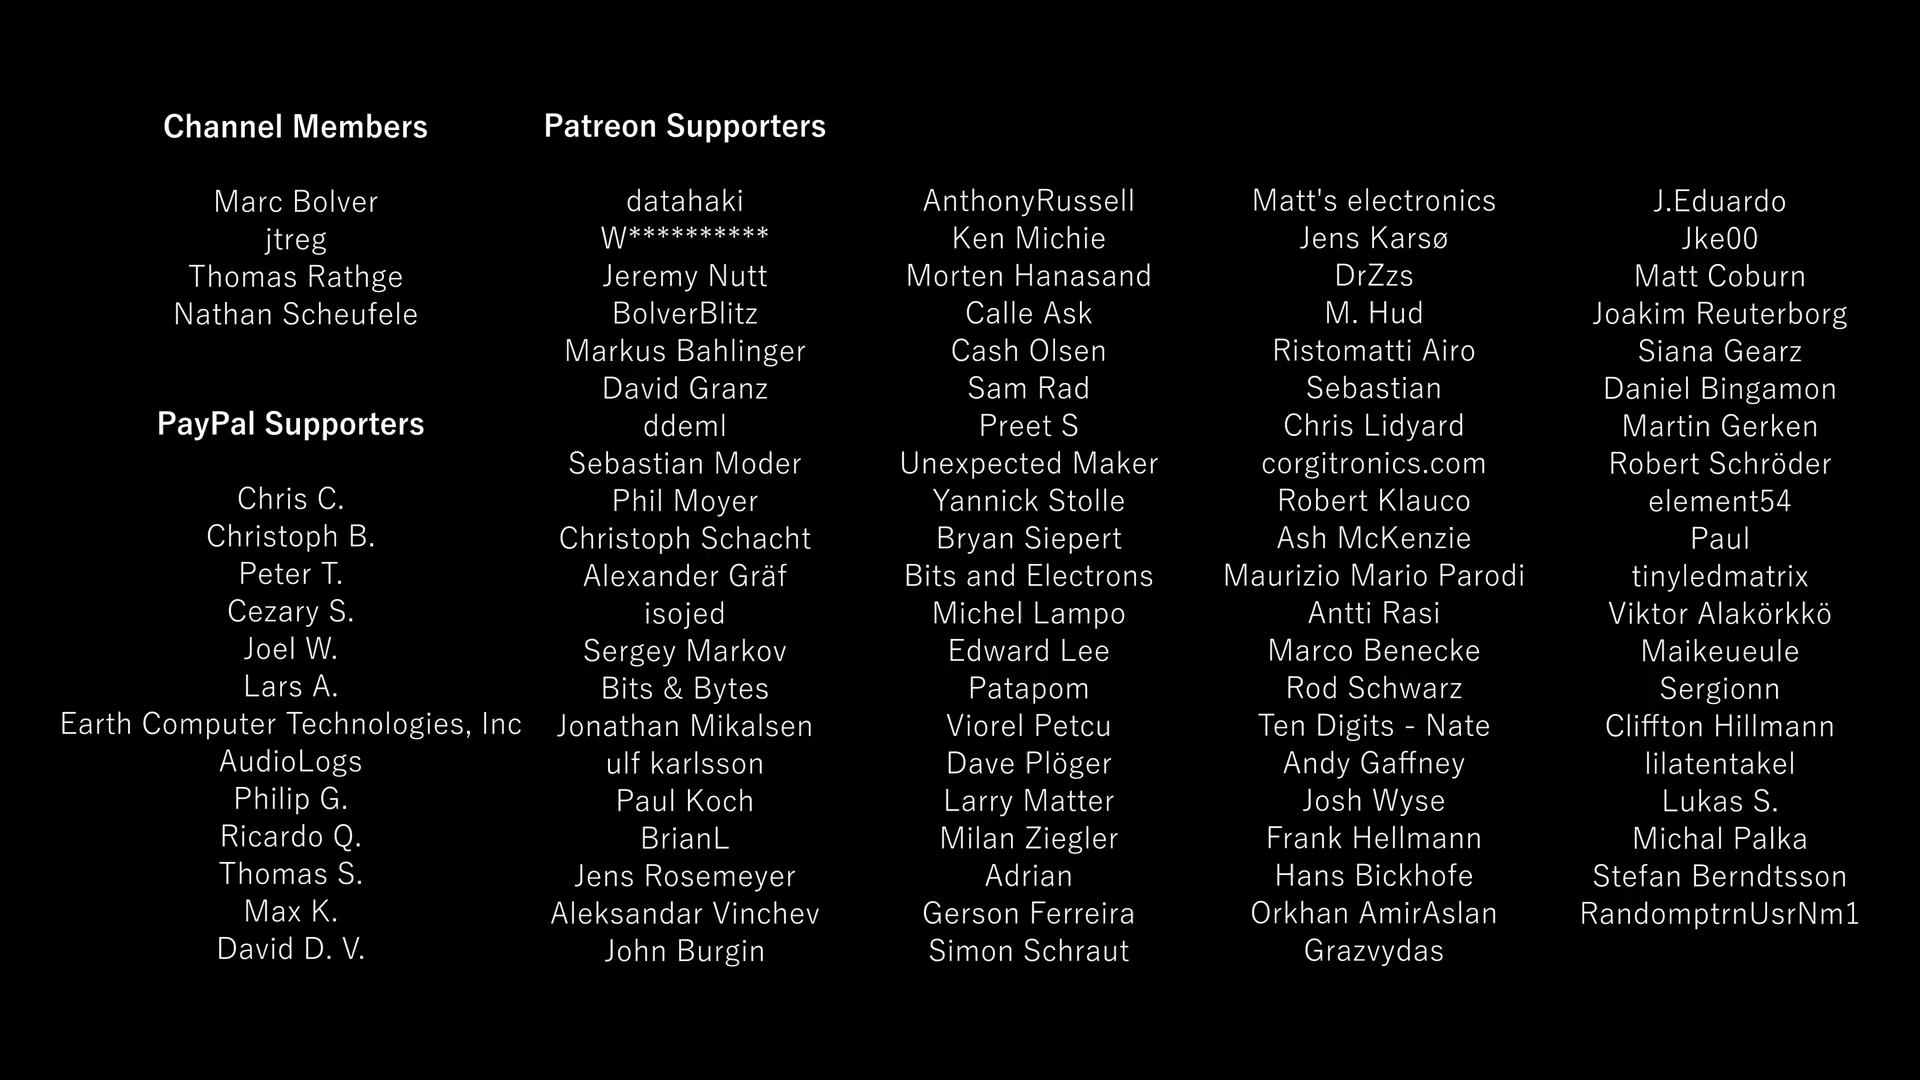 Channel Members
Marc Bolver
jtreg
Thomas Rathge
Nathan Scheufele
PayPal Supporters
Chris C.
Christoph B.
Peter T.
Cezary S.
Joel W.
Lars A.
Earth Computer Technologies, Inc
AudioLogs
Philip G.
Ricardo Q.
Thomas S.
Max K.
David D. V.
Patreon Supporters
datahaki
W**********
Jeremy Nutt
BolverBlitz
Markus Bahlinger
David Granz
ddeml
Sebastian Moder
Phil Moyer
Christoph Schacht
Alexander Gräf
isojed
Sergey Markov
Bits & Bytes
Jonathan Mikalsen
ulf karlsson
Paul Koch
BrianL
Jens Rosemeyer
Aleksandar Vinchev
John Burgin
AnthonyRussell
Ken Michie
Morten Hanasand
Calle Ask
Cash Olsen
Sam Rad
Preet S
Unexpected Maker
Yannick Stolle
Bryan Siepert
Bits and Electrons
Michel Lampo
Edward Lee
Patapom
Viorel Petcu
Dave Plöger
Larry Matter
Milan Ziegler
Adrian
Gerson Ferreira
Simon Schraut
Matt's electronics
Jens Karsø
DrZzs
M. Hud
Ristomatti Airo
Sebastian
Chris Lidyard
corgitronics.com
Robert Klauco
Ash McKenzie
Maurizio Mario Parodi
Antti Rasi
Marco Benecke
Rod Schwarz
Ten Digits - Nate
Andy Gaffney
Josh Wyse
Frank Hellmann
Hans Bickhofe
Orkhan AmirAslan
Grazvydas
J.Eduardo
Jke00
Matt Coburn
Joakim Reuterborg
Siana Gearz
Daniel Bingamon
Martin Gerken
Robert Schröder
element54
Paul
tinyledmatrix
Viktor Alakörkkö
Maikeueule
Sergionn
Cliffton Hillmann
lilatentakel
Lukas S.
Michal Palka
Stefan Berndtsson
RandomptrnUsrNm1